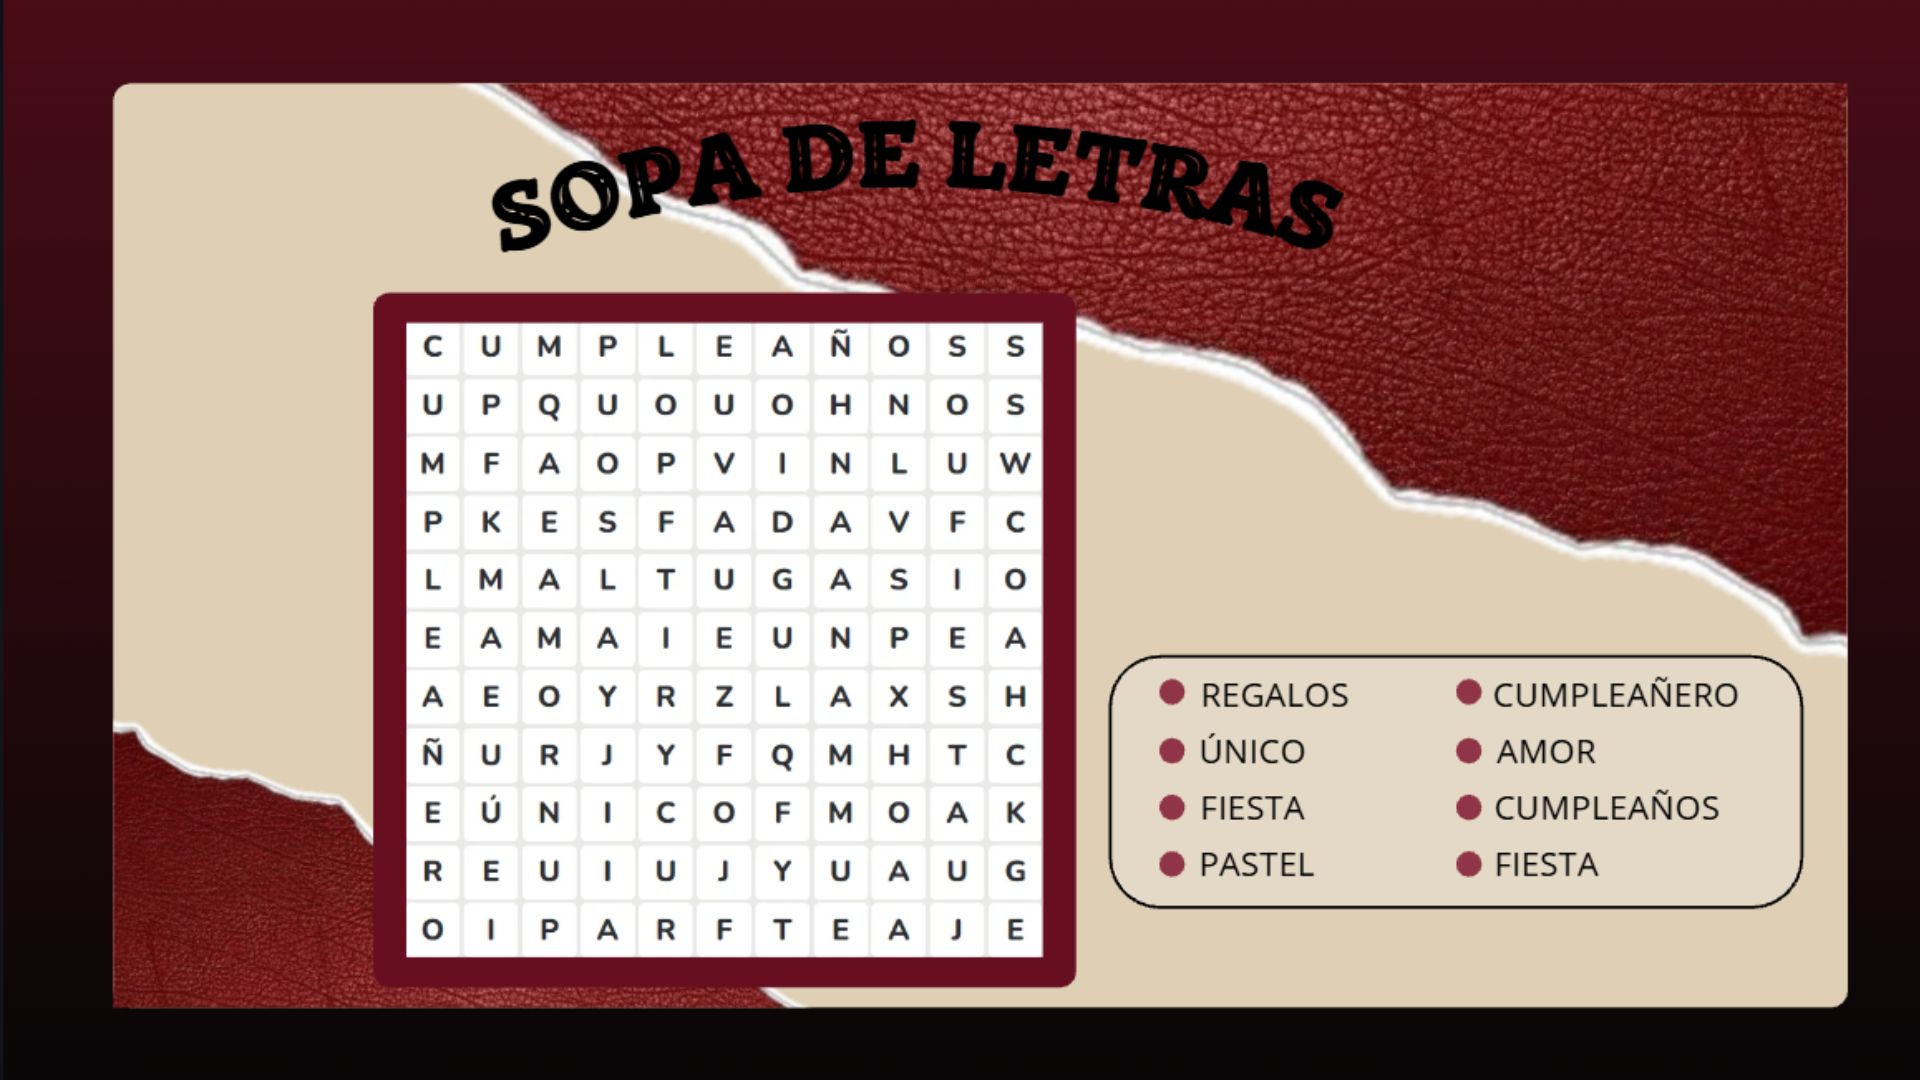 SOPA DE LETRAS
C U M P L E A Ñ O S S
U P Q U O U O H N O S
M F A O P V I N L U W
P K E S F A D A V F C
L M A L T U G A S I O
E A M A I E U N P E A
A E O Y R Z L A X S H
Ñ U R J Y F Q M H T C
E Ú N I C O F M O A K
R E U I U J Y U A U G
O I P A R F T E A J E
REGALOS CUMPLEAÑERO
ÚNICO AMOR
FIESTA CUMPLEAÑOS
PASTEL FIESTA